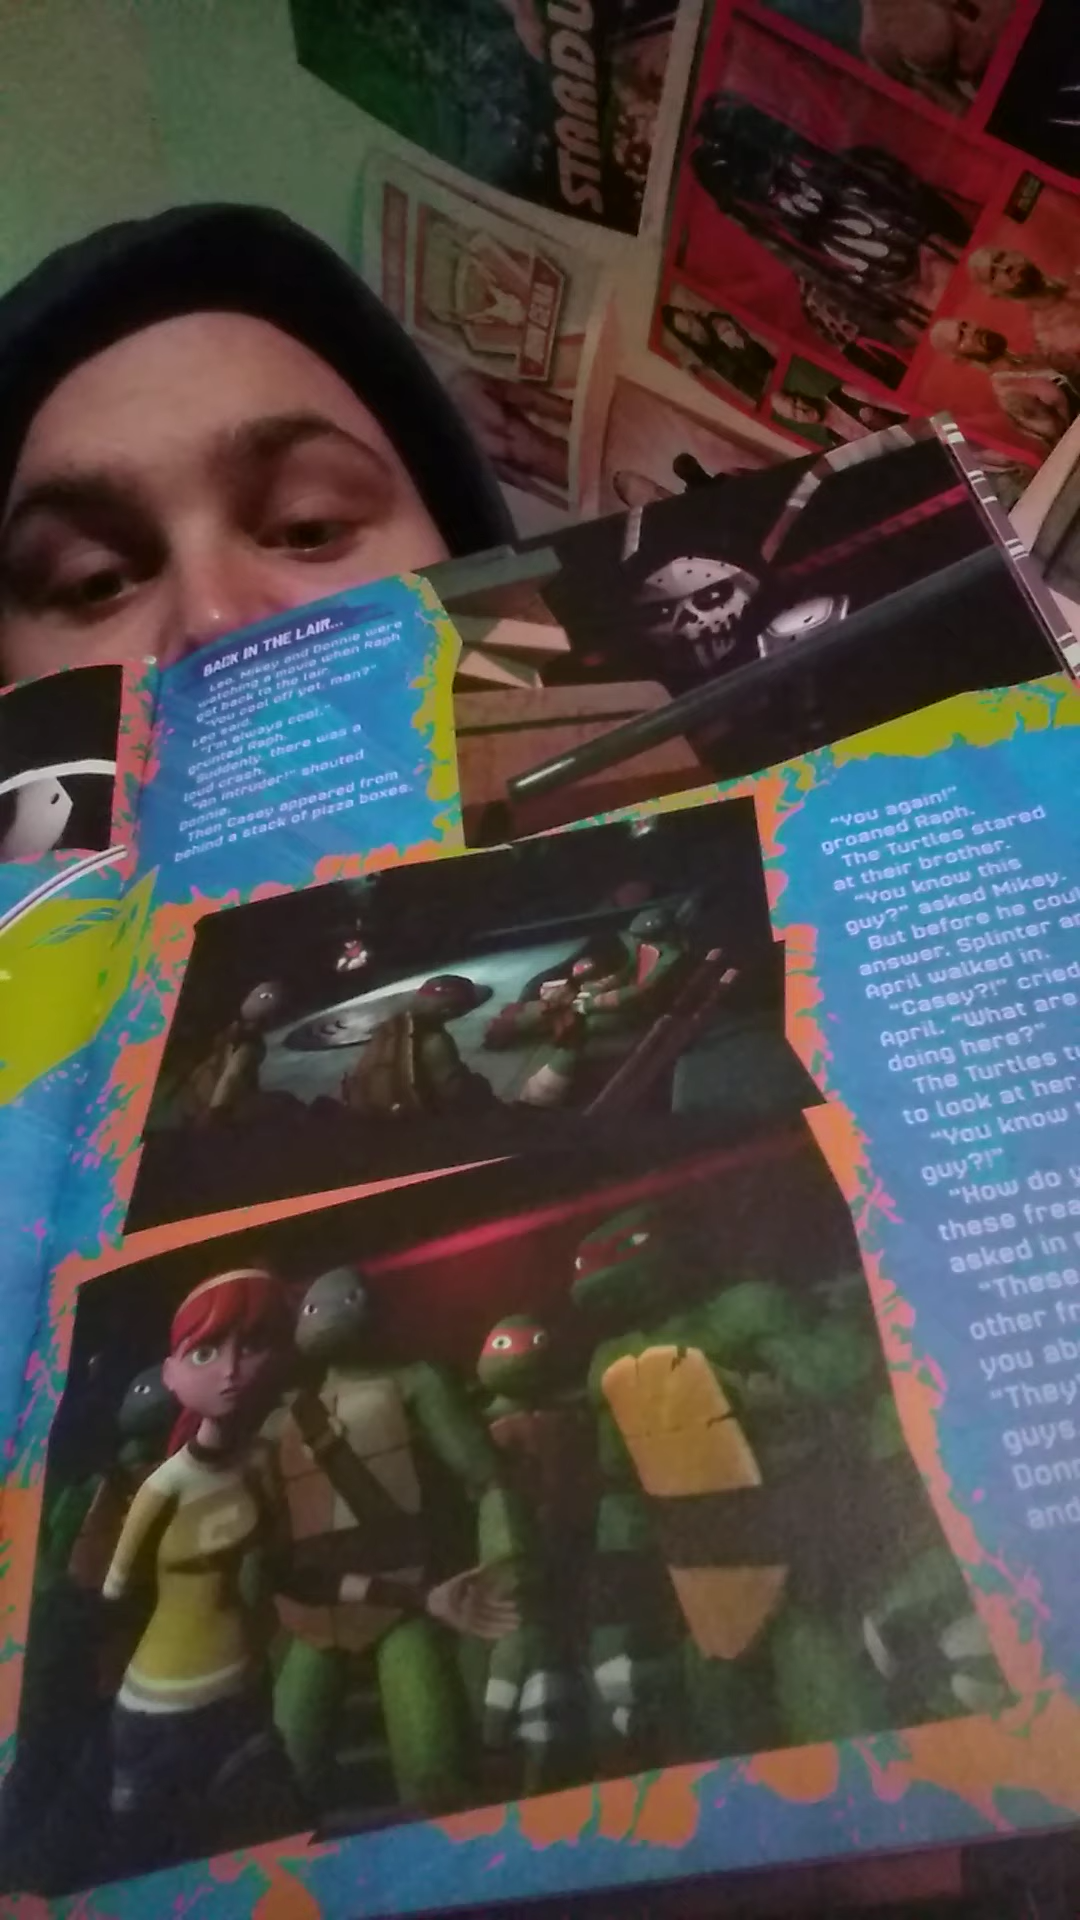 STARDU
BACK IN THE LAIR...
Leo, Mikey and Donnie were
watching a movie when Raph
got back to the lair.
"You cool off yet, man?"
Leo said.
"I'm always cool,"
grunted Raph.
Suddenly, there was a
loud crash.
"An intruder!" shouted
Donnie.
Then Casey appeared from
behind a stack of pizza boxes.
"You again!"
groaned Raph.
The Turtles stared
at their brother.
"You know this
guy?" asked Mikey.
But before he coul
answer, Splinter a
April walked in.
"Casey?!" cried
April. "What are
doing here?"
The Turtles tu
to look at her.
"You know
guy?!"
"How do y
these frea
asked in
"These
other fr
you ab
"They'
guys
Donn
and